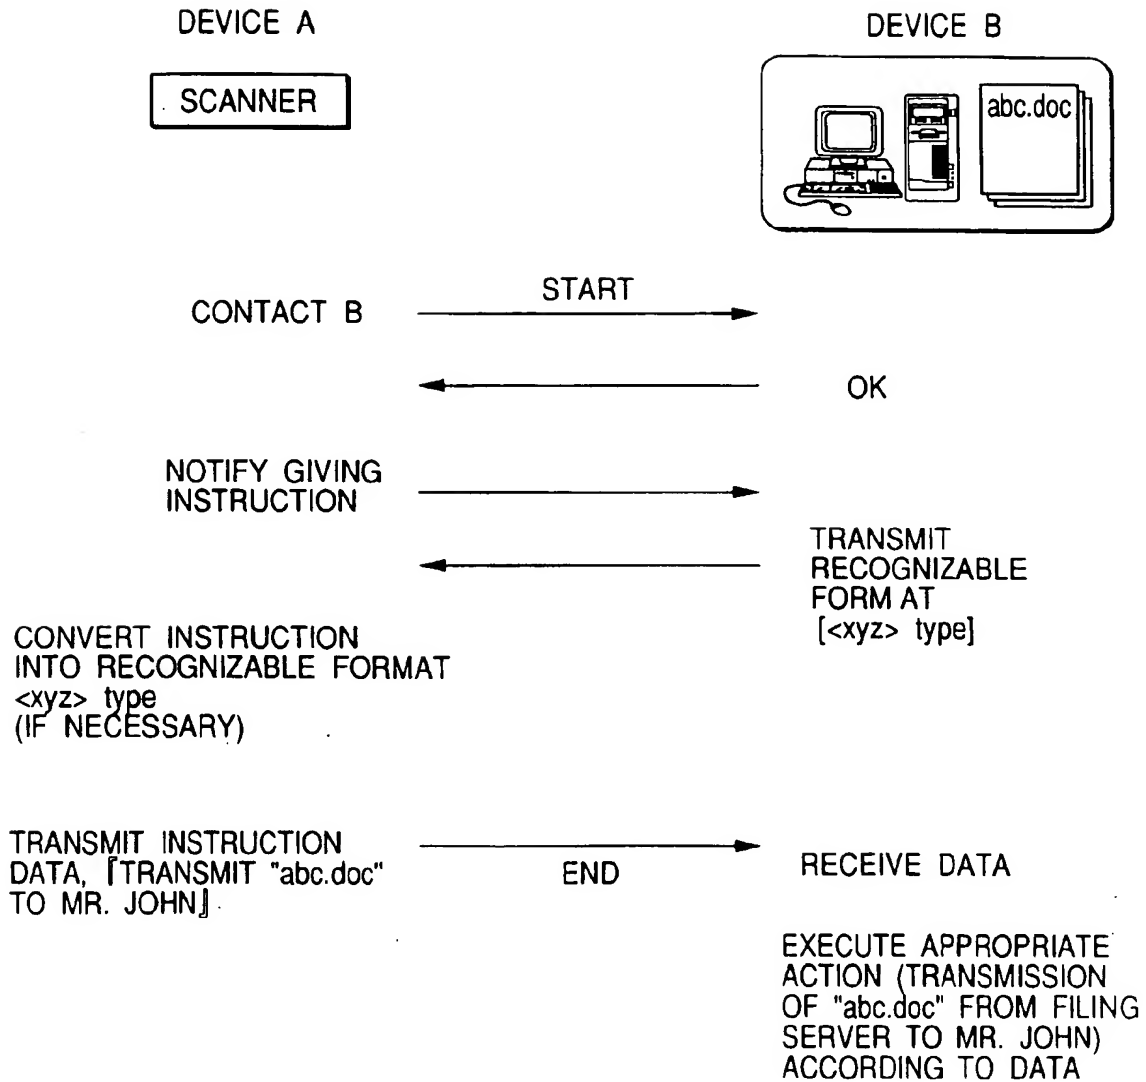 DEVICE A
DEVICE B
SCANNER
abc.doc
START
CONTACT B
OK
NOTIFY GIVING
INSTRUCTION
TRANSMIT
RECOGNIZABLE
FORM AT
[<xyz> type]
CONVERT INSTRUCTION
INTO RECOGNIZABLE FORMAT
<xyz> type
(IF NECESSARY)
TRANSMIT INSTRUCTION
DATA, 『TRANSMIT "abc.doc"
TO MR. JOHN』
END
RECEIVE DATA
EXECUTE APPROPRIATE
ACTION (TRANSMISSION
OF "abc.doc" FROM FILING
SERVER TO MR. JOHN)
ACCORDING TO DATA